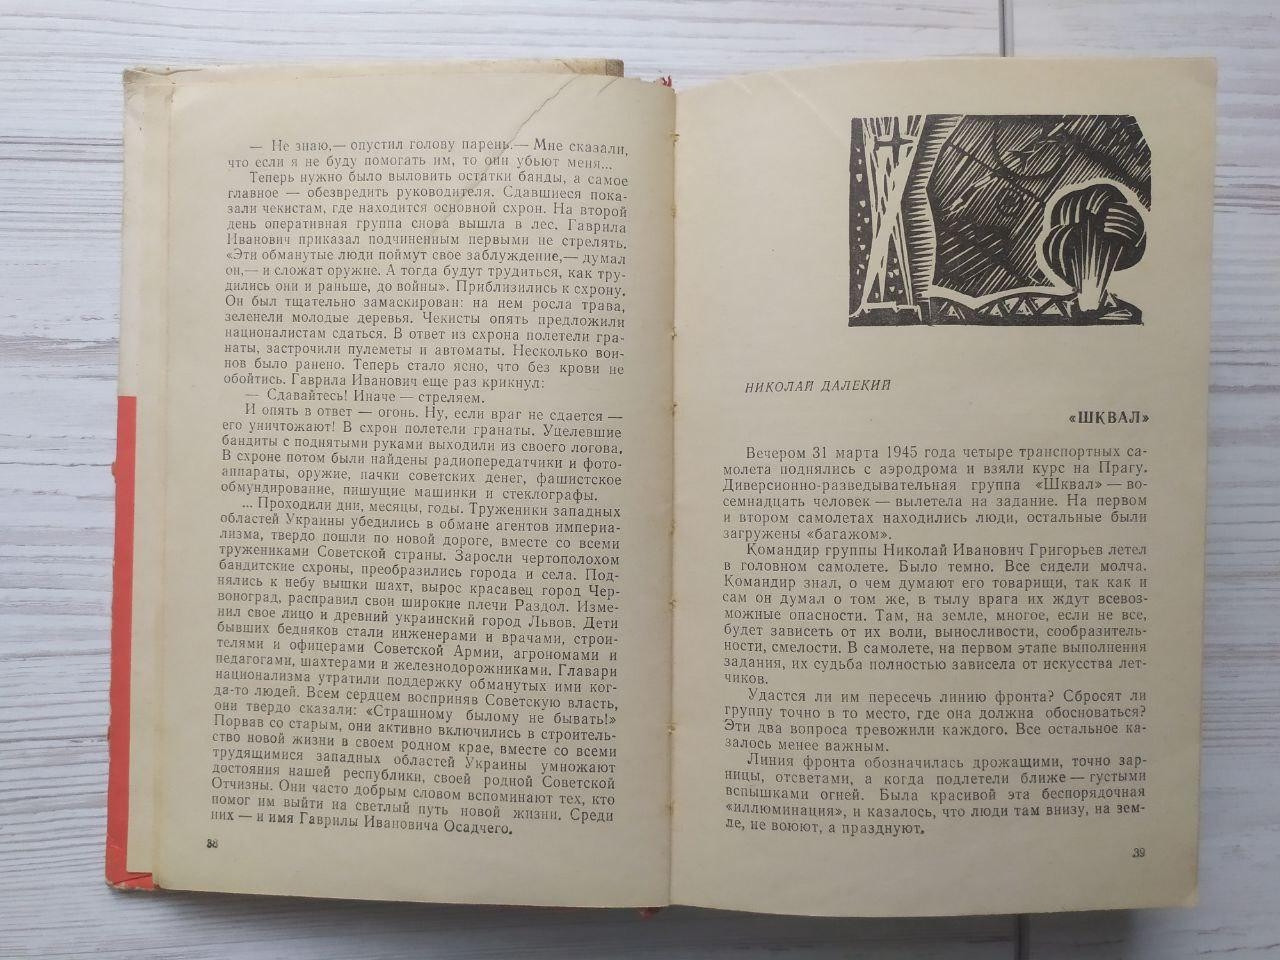 — Не знаю,— опустил голову парень.— Мне сказали,
что если я не буду помогать им, то они убьют меня...
Теперь нужно было выловить остатки банды, а самое
главное — обезвредить руководителя. Сдавшиеся пока-
зали чекистам, где находится основной схрон. На второй
день оперативная группа снова вышла в лес. Гаврила
Иванович приказал подчиненным первыми не стрелять.
«Эти обманутые люди поймут свое заблуждение,— думал
он,— и сложат оружие. А тогда будут трудиться, как тру-
дились они и раньше, до войны». Приблизились к схрону.
Он был тщательно замаскирован: на нем росла трава,
зеленели молодые деревья. Чекисты опять предложили
националистам сдаться. В ответ из схрона полетели гра-
наты, застрочили пулеметы и автоматы. Несколько вои-
нов было ранено. Теперь стало ясно, что без крови не
обойтись. Гаврила Иванович еще раз крикнул:
— Сдавайтесь! Иначе — стреляем.
И опять в ответ — огонь. Ну, если враг не сдается —
его уничтожают! В схрон полетели гранаты. Уцелевшие
бандиты с поднятыми руками выходили из своего логова.
В схроне потом были найдены радиопередатчики и фото-
аппараты, оружие, пачки советских денег, фашистское
обмундирование, пишущие машинки и стеклографы.
... Проходили дни, месяцы, годы. Труженики западных
областей Украины убедились в обмане агентов империа-
лизма, твердо пошли по новой дороге, вместе со всеми
тружениками Советской страны. Заросли чертополохом
бандитские схроны, преобразились города и села. Под-
нялись к небу вышки шахт, вырос красавец город Чер-
воноград, расправил свои широкие плечи Раздол. Изме-
нил свое лицо и древний украинский город Львов. Дети
бывших бедняков стали инженерами и врачами, строи-
телями и офицерами Советской Армии, агрономами и
педагогами, шахтерами и железнодорожниками. Главари
национализма утратили поддержку обманутых ими ког-
да-то людей. Всем сердцем восприняв Советскую власть,
они твердо сказали: «Страшному былому не бывать!»
Порвав со старым, они активно включились в строитель-
ство новой жизни в своем родном крае, вместе со всеми
трудящимися западных областей Украины умножают
достояния нашей республики, своей родной Советской
Отчизны. Они часто добрым словом вспоминают тех, кто
помог им выйти на светлый путь новой жизни. Среди
них — и имя Гаврилы Ивановича Осадчего.
38
НИКОЛАЙ ДАЛЕКИЙ
«ШКВАЛ»
Вечером 31 марта 1945 года четыре транспортных са-
молета поднялись с аэродрома и взяли курс на Прагу.
Диверсионно-разведывательная группа «Шквал» — во-
семнадцать человек — вылетела на задание. На первом
и втором самолетах находились люди, остальные были
загружены «багажом».
Командир группы Николай Иванович Григорьев летел
в головном самолете. Было темно. Все сидели молча.
Командир знал, о чем думают его товарищи, так как и
сам он думал о том же, в тылу врага их ждут всевоз-
можные опасности. Там, на земле, многое, если не все,
будет зависеть от их воли, выносливости, сообразитель-
ности, смелости. В самолете, на первом этапе выполнения
задания, их судьба полностью зависела от искусства лет-
чиков.
Удастся ли им пересечь линию фронта? Сбросят ли
группу точно в то место, где она должна обосноваться?
Эти два вопроса тревожили каждого. Все остальное ка-
залось менее важным.
Линия фронта обозначилась дрожащими, точно зар-
ницы, отсветами, а когда подлетели ближе — густыми
вспышками огней. Была красивой эта беспорядочная
«иллюминация», и казалось, что люди там внизу, на зем-
ле, не воюют, а празднуют.
39